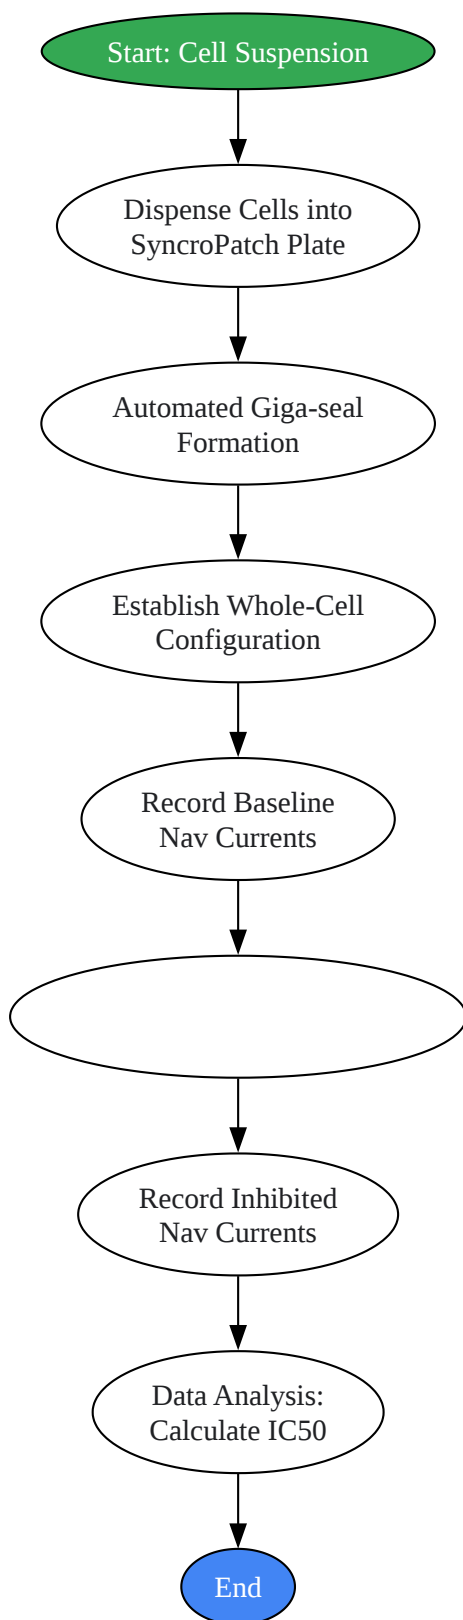 Start: Cell Suspension
Dispense Cells into
SyncroPatch Plate
Automated Giga-seal
Formation
Establish Whole-Cell
Configuration
Record Baseline
Nav Currents
Record Inhibited
Nav Currents
Data Analysis:
Calculate IC50
End